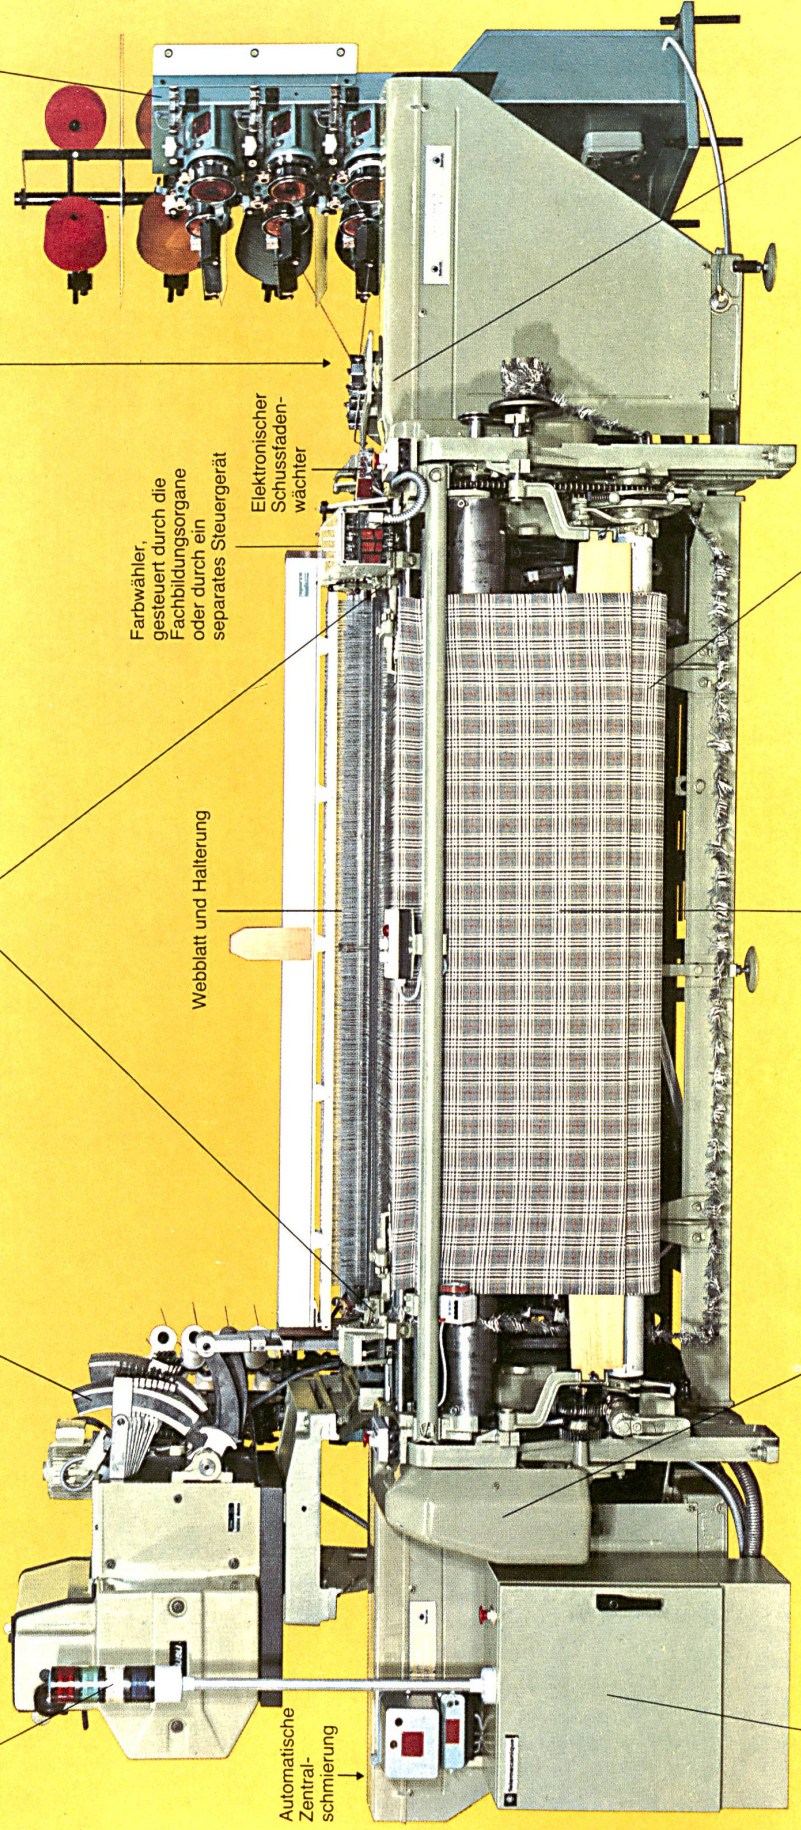 Automatische
Zentral-
schmierung
Webblatt und Halterung
Farbwähler,
gesteuert durch die
Fachbildungsorgane
oder durch ein
separates Steuergerät
Elektronischer
Schussfaden-
wächter